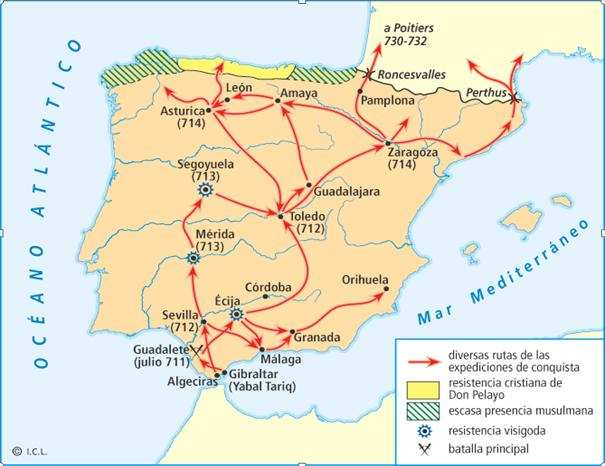 a Poitiers
730-732
Roncesvalles
Perthus
León
Amaya
Pamplona
Asturica
(714)
Zaragoza
(714)
Segoyuela
(713)
Guadalajara
Toledo
(712)
Mérida
(713)
OCÉANO ATLÁNTICO
Mar Mediterráneo
Córdoba
Orihuela
Écija
Sevilla
(712)
Granada
Guadalete
(julio 711)
Málaga
Gibraltar
(Yabal Tariq)
Algeciras
diversas rutas de las
expediciones de conquista
resistencia cristiana de
Don Pelayo
escasa presencia musulmana
resistencia visigoda
batalla principal
© I.C.L.